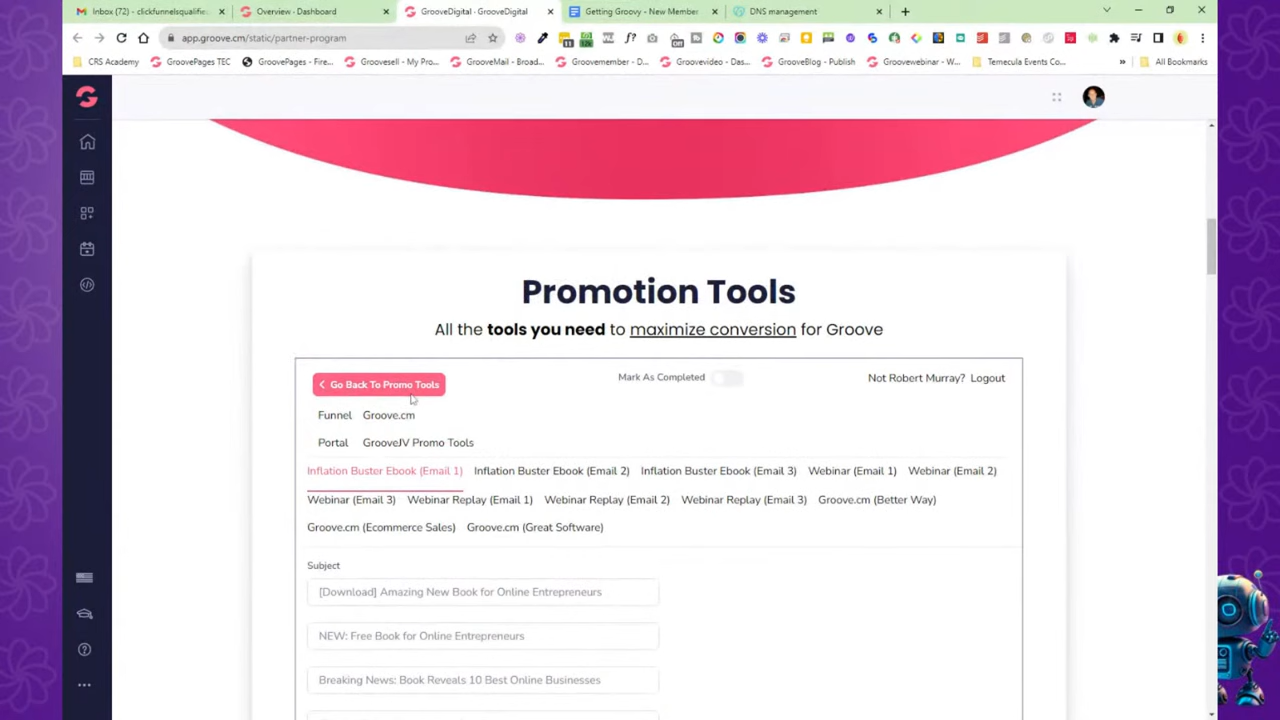 Inbox (72) - clickfunnelsqualific
Overview - Dashboard
GrooveDigital - GrooveDigital
Getting Groovy - New Member
DNS management
app.groove.cm/static/partner-program
CRS Academy
GroovePages TEC
GroovePages - Fire...
Groovesell - My Pro...
GrooveMail - Broad...
Groovemember - D...
Groovevideo - Das...
GrooveBlog - Publish
Groovewebinar - W...
Temecula Events Co...
»
All Bookmarks
Promotion Tools
All the tools you need to maximize conversion for Groove
Go Back To Promo Tools
Mark As Completed
Not Robert Murray? Logout
Funnel Groove.cm
Portal GrooveJV Promo Tools
Inflation Buster Ebook (Email 1) Inflation Buster Ebook (Email 2) Inflation Buster Ebook (Email 3) Webinar (Email 1) Webinar (Email 2)
Webinar (Email 3) Webinar Replay (Email 1) Webinar Replay (Email 2) Webinar Replay (Email 3) Groove.cm (Better Way)
Groove.cm (Ecommerce Sales) Groove.cm (Great Software)
Subject
[Download] Amazing New Book for Online Entrepreneurs
NEW: Free Book for Online Entrepreneurs
Breaking News: Book Reveals 10 Best Online Businesses